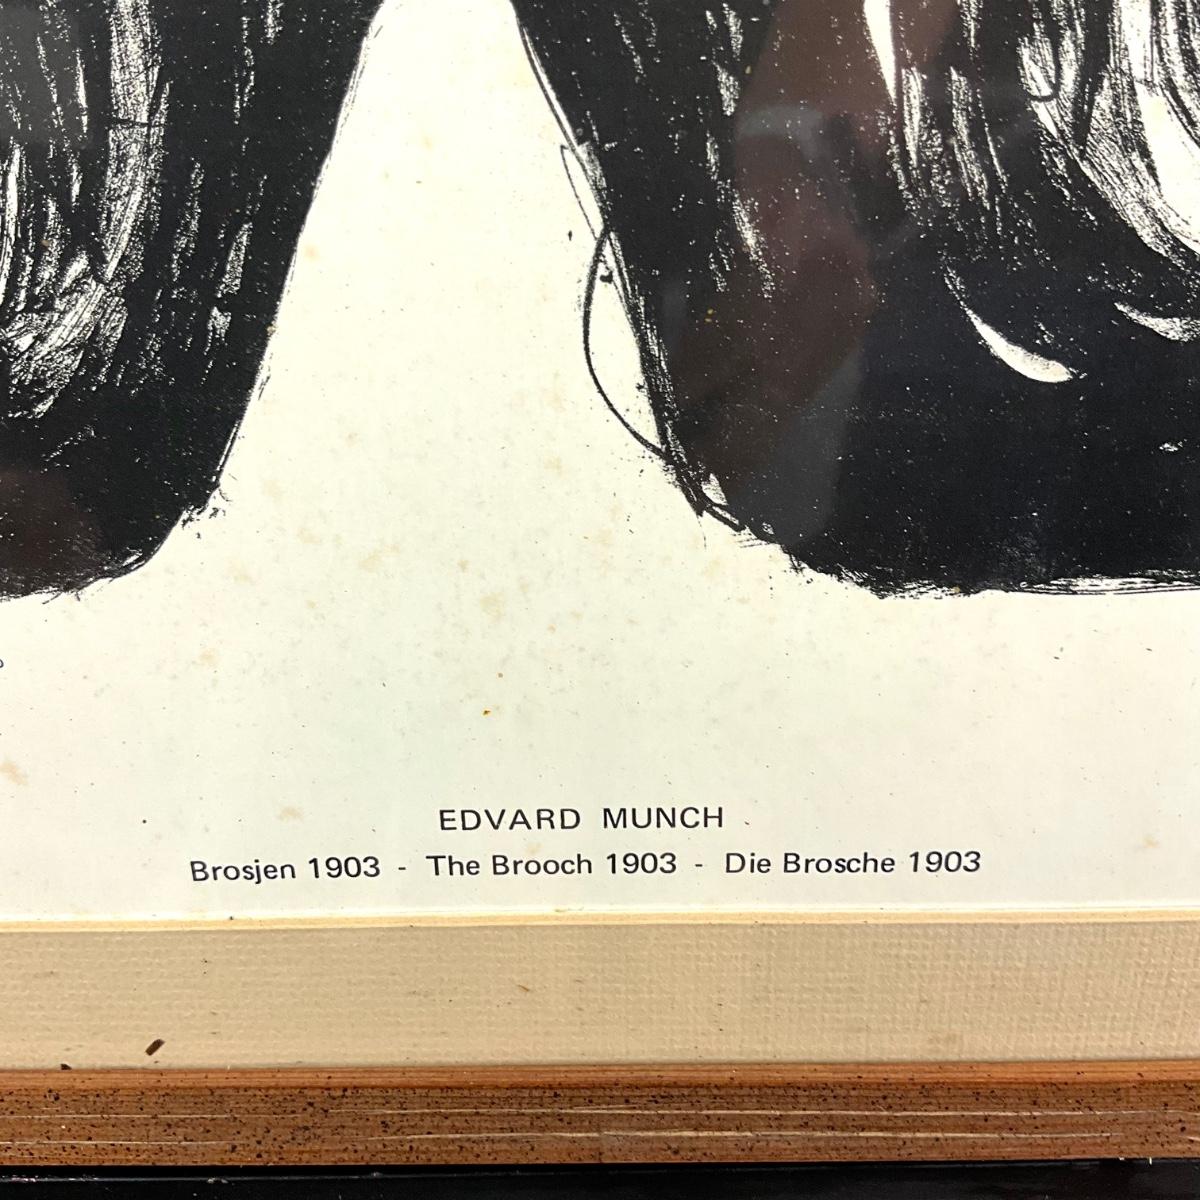 EDVARD MUNCH
Brosjen 1903 - The Brooch 1903 - Die Brosche 1903